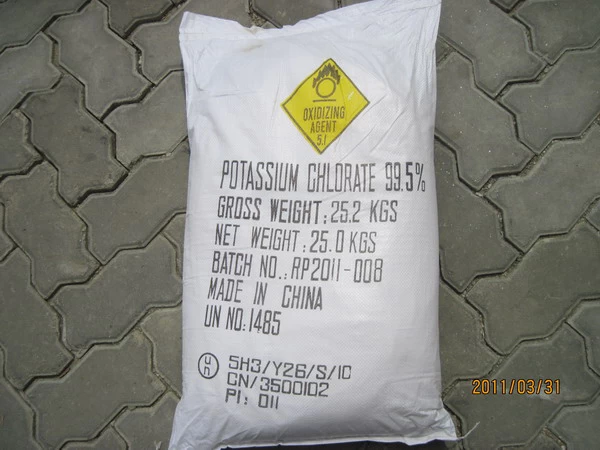 OXIDIZING
AGENT
5.1
POTASSIUM CHLORATE 99.5%
GROSS WEIGHT:25.2 KGS
NET WEIGHT:25.0 KGS
BATCH NO.:RP2011-008
MADE IN CHINA
UN NO:1485
un
5H3/Y26/S/10
CN/3500102
PI: 011
2011/03/31